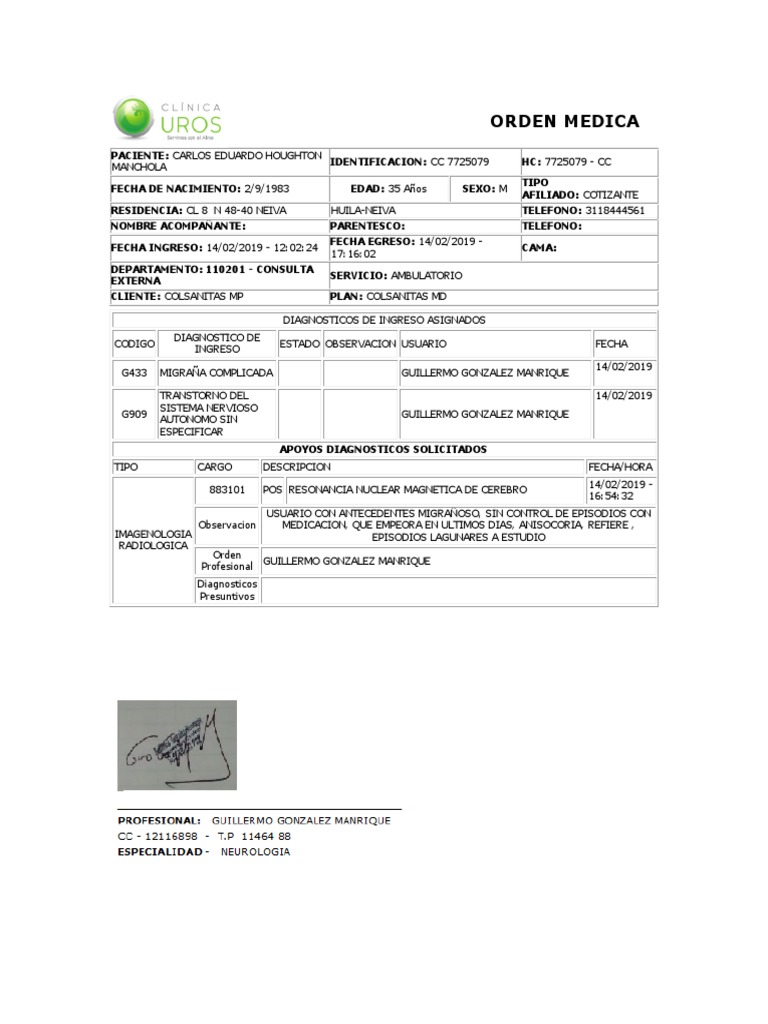 CLÍNICA
UROS
Servimos con el Alma
ORDEN MEDICA
PACIENTE: CARLOS EDUARDO HOUGHTON
MANCHOLA
IDENTIFICACION: CC 7725079
HC: 7725079 - CC
FECHA DE NACIMIENTO: 2/9/1983
EDAD: 35 Años
SEXO: M
TIPO
AFILIADO: COTIZANTE
RESIDENCIA: CL 8 N 48-40 NEIVA
HUILA-NEIVA
TELEFONO: 3118444561
NOMBRE ACOMPAÑANTE:
PARENTESCO:
TELEFONO:
FECHA INGRESO: 14/02/2019 - 12:02:24
FECHA EGRESO: 14/02/2019 -
17:16:02
CAMA:
DEPARTAMENTO: 110201 - CONSULTA
EXTERNA
SERVICIO: AMBULATORIO
CLIENTE: COLSANITAS MP
PLAN: COLSANITAS MD
DIAGNOSTICOS DE INGRESO ASIGNADOS
CODIGO
DIAGNOSTICO DE
INGRESO
ESTADO
OBSERVACION
USUARIO
FECHA
G433
MIGRAÑA COMPLICADA
GUILLERMO GONZALEZ MANRIQUE
14/02/2019
G909
TRANSTORNO DEL
SISTEMA NERVIOSO
AUTONOMO SIN
ESPECIFICAR
GUILLERMO GONZALEZ MANRIQUE
14/02/2019
APOYOS DIAGNOSTICOS SOLICITADOS
TIPO
CARGO
DESCRIPCION
FECHA/HORA
IMAGENOLOGIA
RADIOLOGICA
883101
POS
RESONANCIA NUCLEAR MAGNETICA DE CEREBRO
14/02/2019 -
16:54:32
Observacion
USUARIO CON ANTECEDENTES MIGRAÑOSO, SIN CONTROL DE EPISODIOS CON
MEDICACION, QUE EMPEORA EN ULTIMOS DIAS, ANISOCORIA, REFIERE ,
EPISODIOS LAGUNARES A ESTUDIO
Orden
Profesional
GUILLERMO GONZALEZ MANRIQUE
Diagnosticos
Presuntivos
PROFESIONAL: GUILLERMO GONZALEZ MANRIQUE
CC - 12116898 - T.P 11464 88
ESPECIALIDAD - NEUROLOGIA